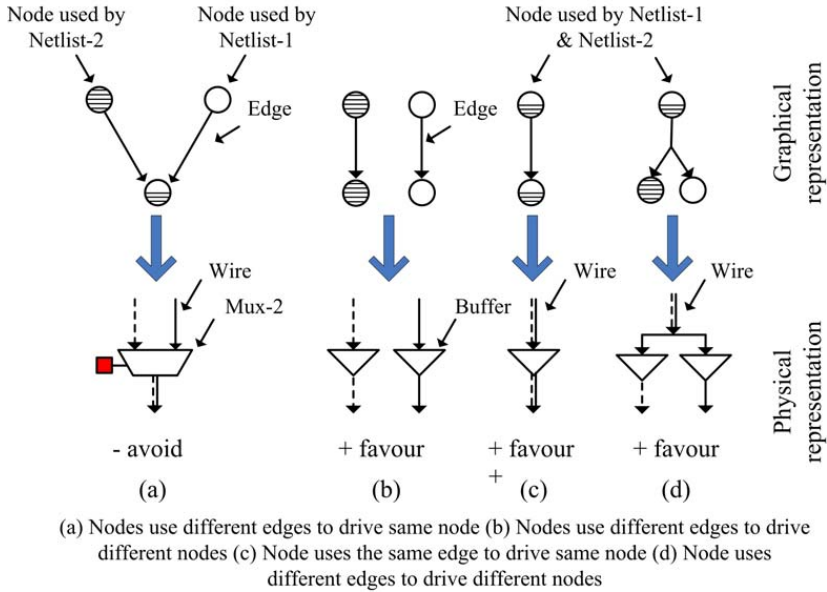 Node used by
Netlist-2
Node used by
Netlist-1
Node used by Netlist-1
& Netlist-2
Edge
Edge
Graphical
representation
Wire
Mux-2
Buffer
Wire
Wire
Physical
representation
- avoid
+ favour
+ favour
+
+ favour
(a)
(b)
(c)
(d)
(a) Nodes use different edges to drive same node (b) Nodes use different edges to drive
different nodes (c) Node uses the same edge to drive same node (d) Node uses
different edges to drive different nodes